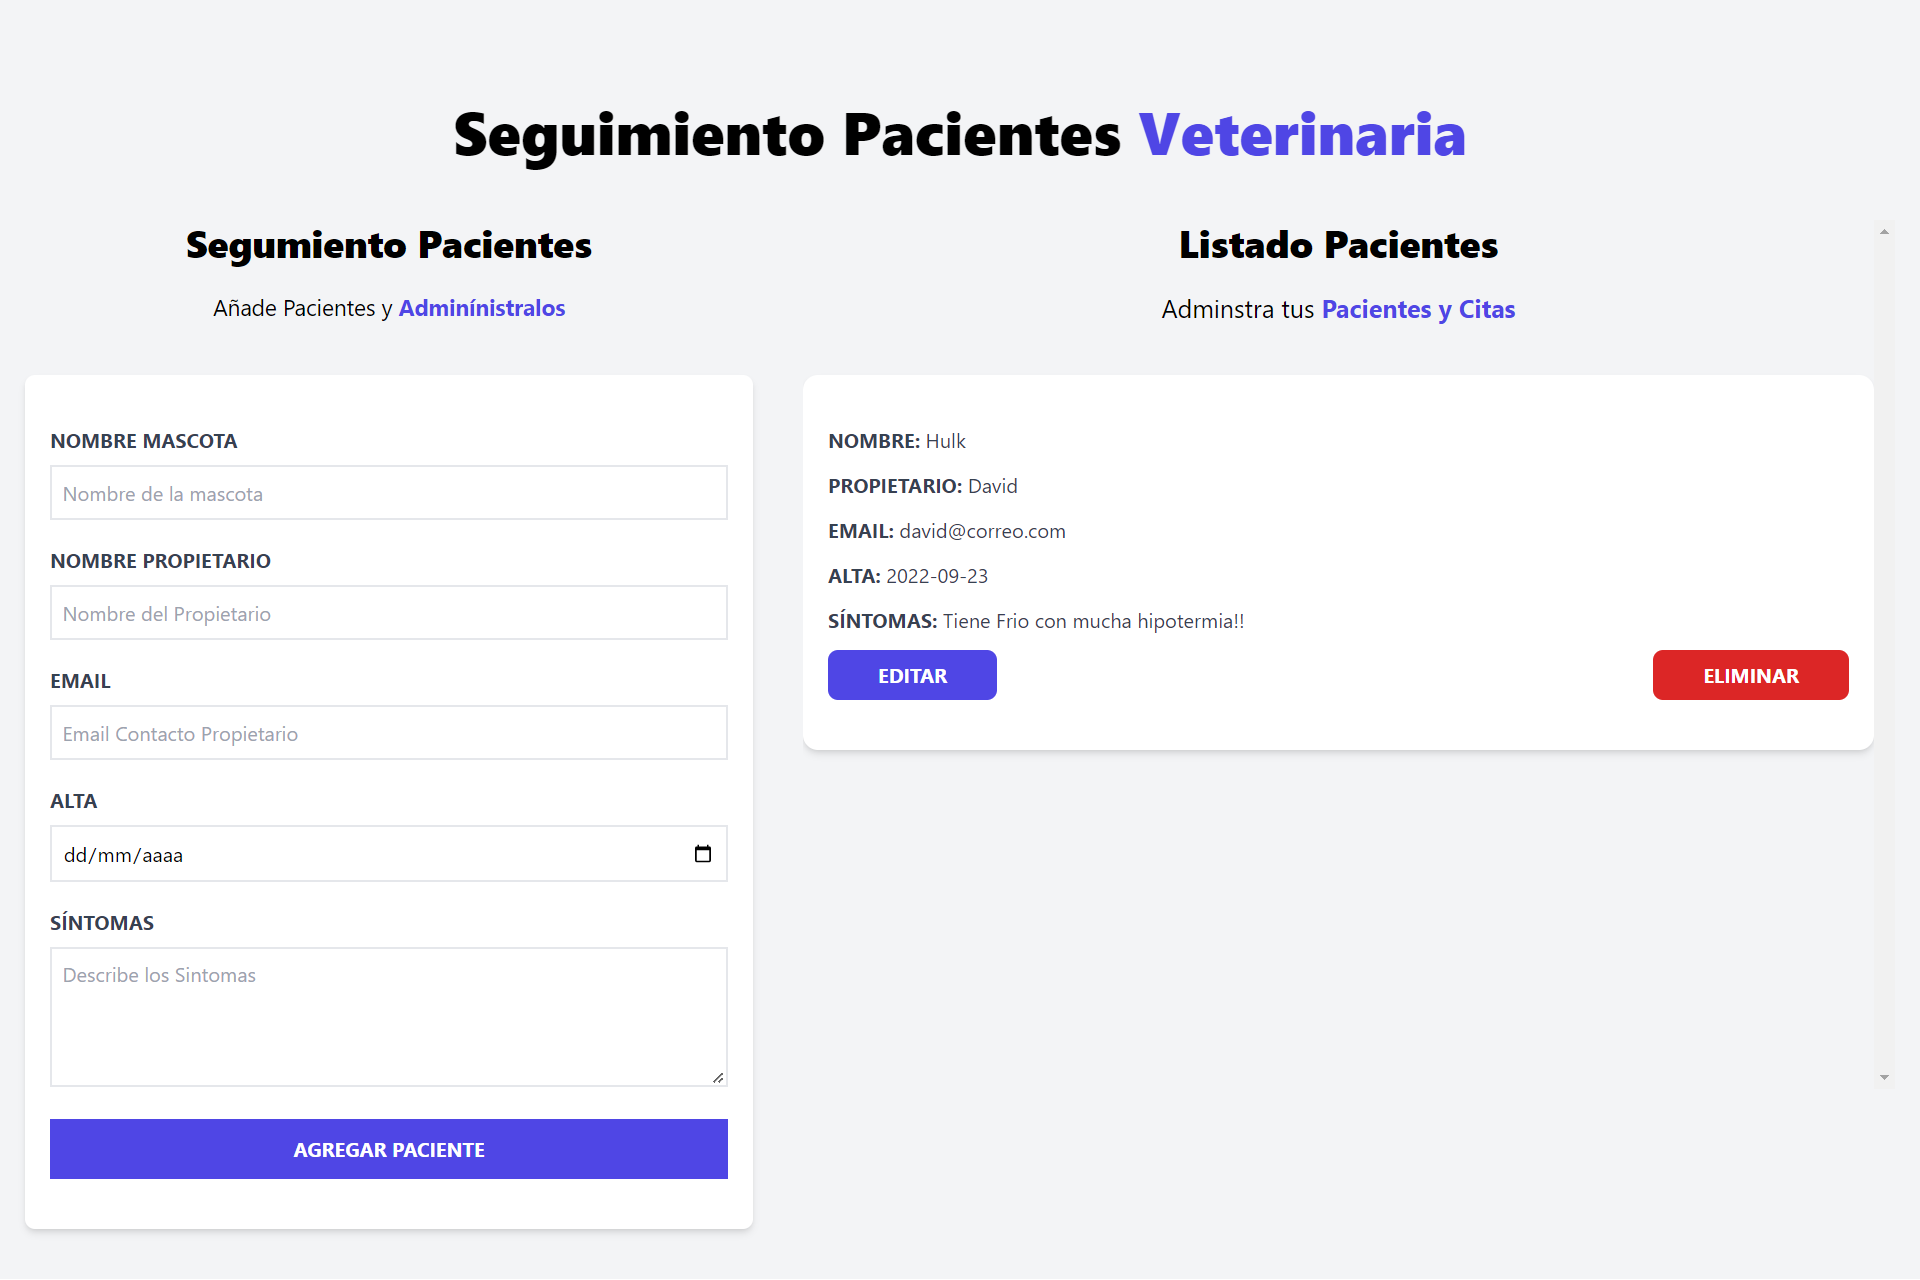 Seguimiento Pacientes Veterinaria
Segumiento Pacientes
Añade Pacientes y Adminínistralos
NOMBRE MASCOTA
Nombre de la mascota
NOMBRE PROPIETARIO
Nombre del Propietario
EMAIL
Email Contacto Propietario
ALTA
dd/mm/aaaa
SÍNTOMAS
Describe los Sintomas
AGREGAR PACIENTE
Listado Pacientes
Adminstra tus Pacientes y Citas
NOMBRE: Hulk
PROPIETARIO: David
EMAIL: david@correo.com
ALTA: 2022-09-23
SÍNTOMAS: Tiene Frio con mucha hipotermia!!
EDITAR
ELIMINAR